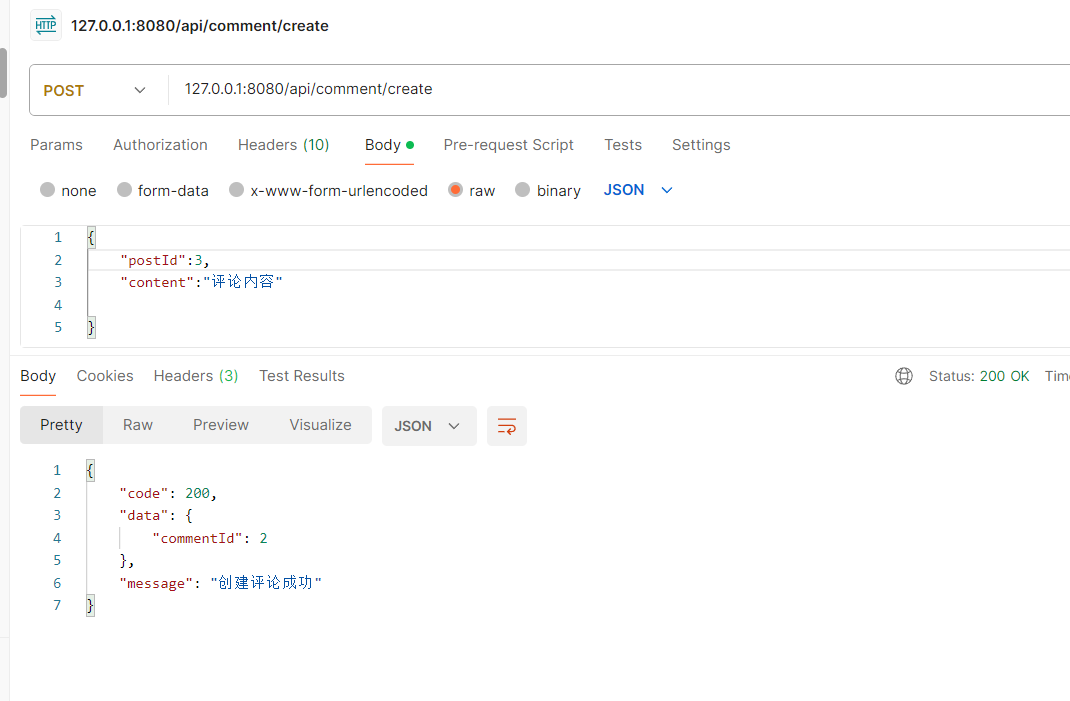 HTTP 127.0.0.1:8080/api/comment/create
POST 127.0.0.1:8080/api/comment/create
Params Authorization Headers (10) Body Pre-request Script Tests Settings
none form-data x-www-form-urlencoded raw binary JSON
1 {
2 "postId":3,
3 "content":"评论内容"
4
5 }
Body Cookies Headers (3) Test Results Status: 200 OK
Pretty Raw Preview Visualize JSON
1 {
2 "code": 200,
3 "data": {
4 "commentId": 2
5 },
6 "message": "创建评论成功"
7 }